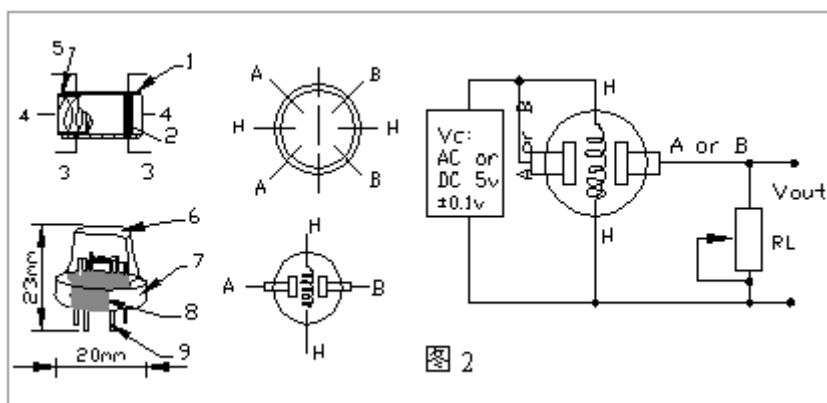 5
1
4
4
2
3
3
A
B
H
H
A
B
6
7
8
9
23mm
20mm
H
A
B
H
H
A or B
Vc:
AC or
DC 5v
±0.1v
A or B
Vout
RL
H
图 2